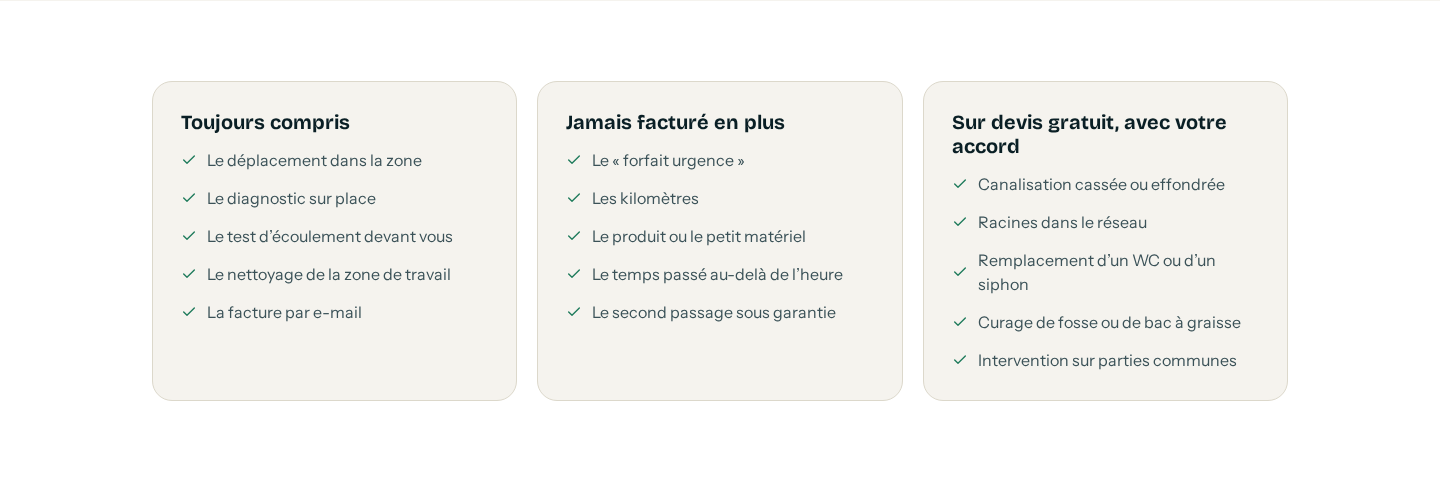 Toujours compris
Le déplacement dans la zone
Le diagnostic sur place
Le test d’écoulement devant vous
Le nettoyage de la zone de travail
La facture par e-mail
Jamais facturé en plus
Le « forfait urgence »
Les kilomètres
Le produit ou le petit matériel
Le temps passé au-delà de l’heure
Le second passage sous garantie
Sur devis gratuit, avec votre
accord
Canalisation cassée ou effondrée
Racines dans le réseau
Remplacement d’un WC ou d’un
siphon
Curage de fosse ou de bac à graisse
Intervention sur parties communes